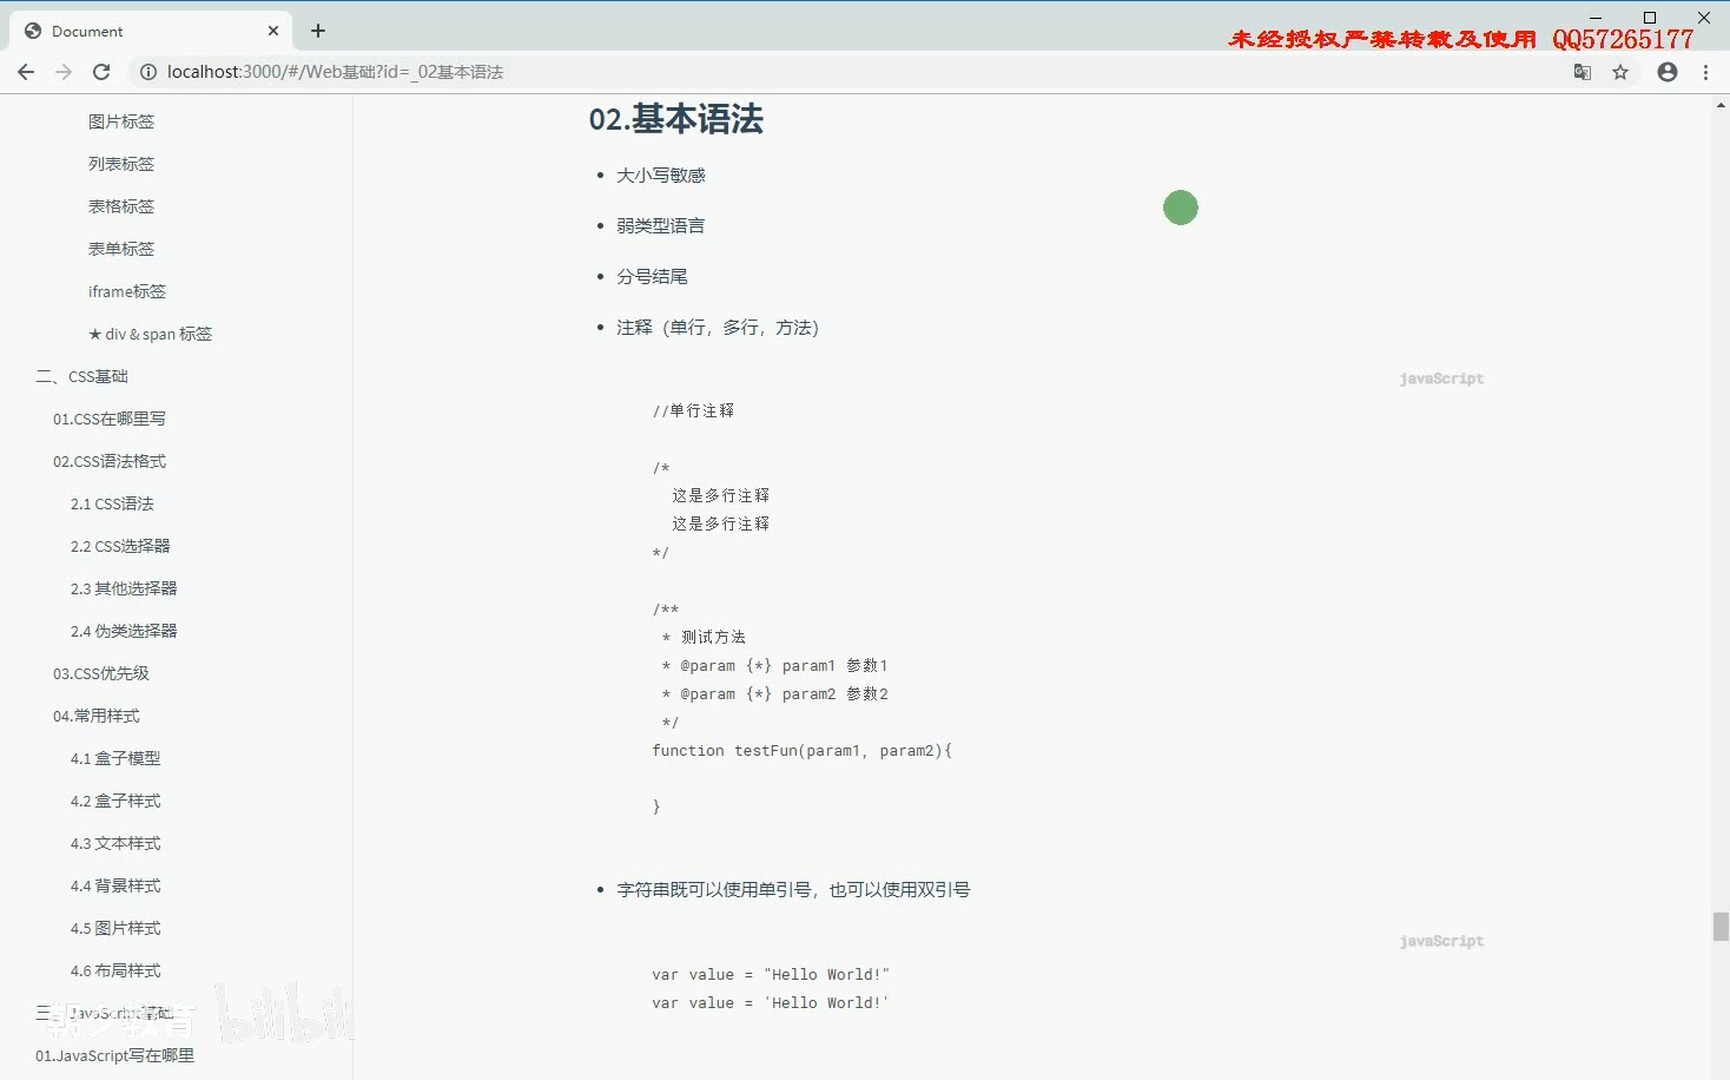 Document
未经授权严禁转载及使用 QQ57265177
localhost:3000/#/Web基础?id=_02基本语法
图片标签
列表标签
表格标签
表单标签
iframe标签
★ div & span 标签
二、CSS基础
01.CSS在哪里写
02.CSS语法格式
2.1 CSS语法
2.2 CSS选择器
2.3 其他选择器
2.4 伪类选择器
03.CSS优先级
04.常用样式
4.1 盒子模型
4.2 盒子样式
4.3 文本样式
4.4 背景样式
4.5 图片样式
4.6 布局样式
三、JavaScript基础
朝夕教育 bilibili
01.JavaScript写在哪里
02.基本语法
• 大小写敏感
• 弱类型语言
• 分号结尾
• 注释（单行，多行，方法）
javaScript
//单行注释
/*
这是多行注释
这是多行注释
*/
/**
* 测试方法
* @param {*} param1 参数1
* @param {*} param2 参数2
*/
function testFun(param1, param2){
}
• 字符串既可以使用单引号，也可以使用双引号
javaScript
var value = "Hello World!"
var value = 'Hello World!'